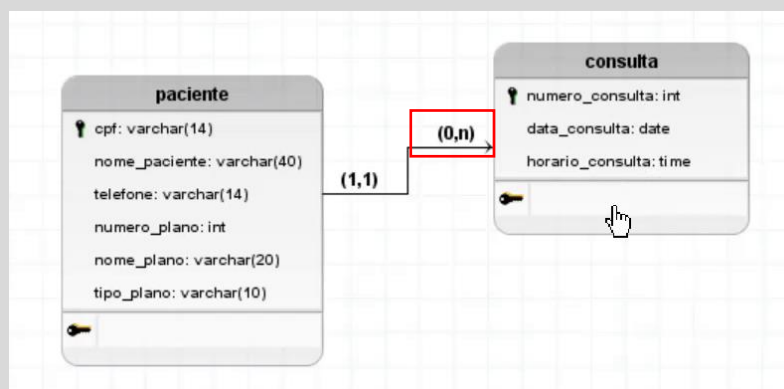 paciente
cpf: varchar(14)
nome_paciente: varchar(40)
telefone: varchar(14)
numero_plano: int
nome_plano: varchar(20)
tipo_plano: varchar(10)
(1,1)
(0,n)
consulta
numero_consulta: int
data_consulta: date
horario_consulta: time